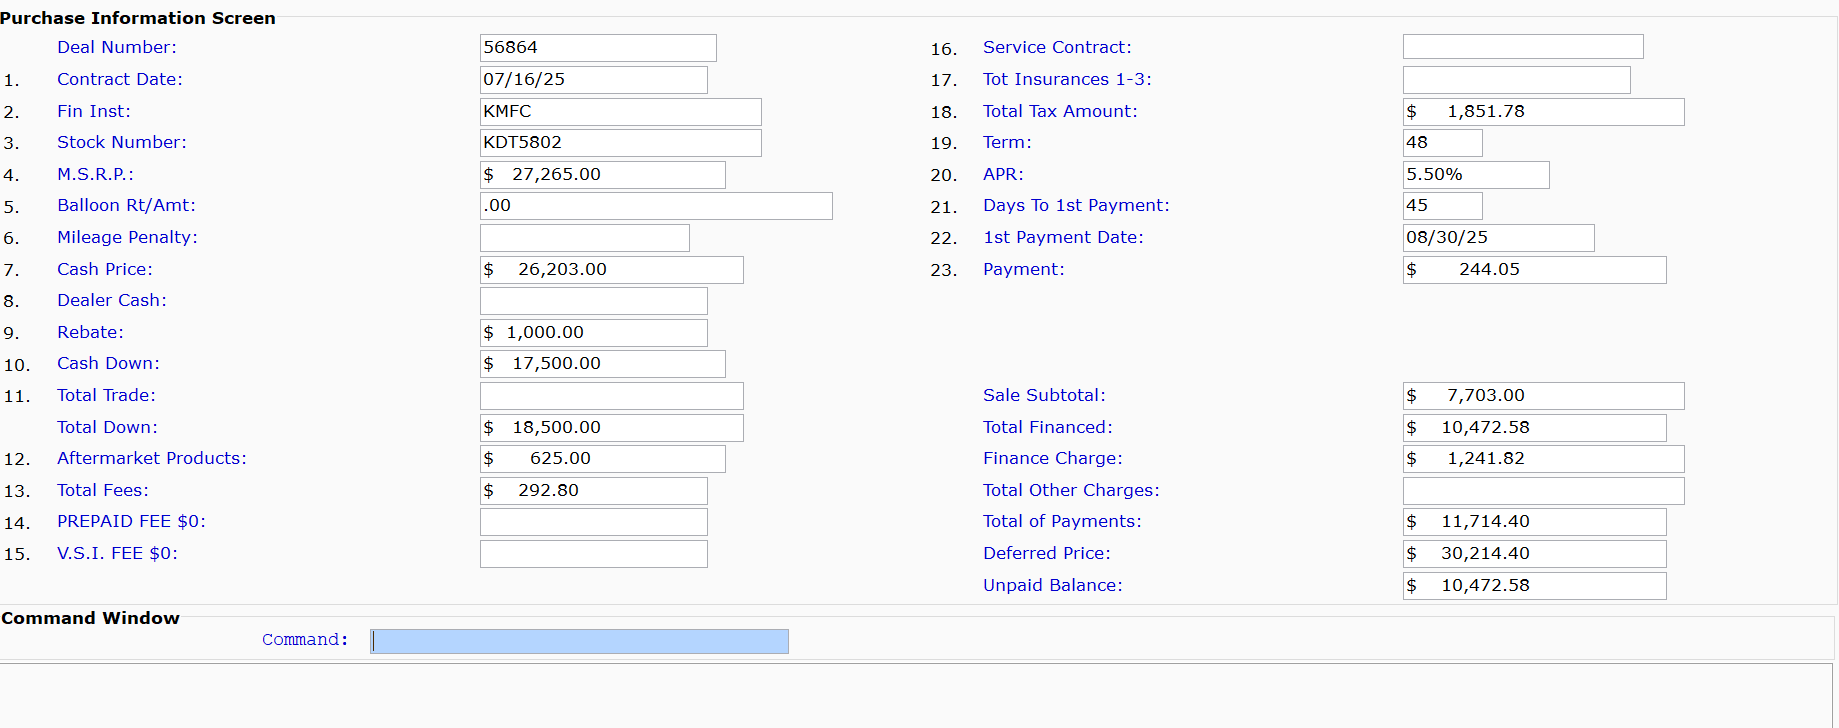 Purchase Information Screen
Deal Number: 56864
1. Contract Date: 07/16/25
2. Fin Inst: KMFC
3. Stock Number: KDT5802
4. M.S.R.P.: $ 27,265.00
5. Balloon Rt/Amt: .00
6. Mileage Penalty:
7. Cash Price: $ 26,203.00
8. Dealer Cash:
9. Rebate: $ 1,000.00
10. Cash Down: $ 17,500.00
11. Total Trade:
Total Down: $ 18,500.00
12. Aftermarket Products: $ 625.00
13. Total Fees: $ 292.80
14. PREPAID FEE $0:
15. V.S.I. FEE $0:
16. Service Contract:
17. Tot Insurances 1-3:
18. Total Tax Amount: $ 1,851.78
19. Term: 48
20. APR: 5.50%
21. Days To 1st Payment: 45
22. 1st Payment Date: 08/30/25
23. Payment: $ 244.05
Sale Subtotal: $ 7,703.00
Total Financed: $ 10,472.58
Finance Charge: $ 1,241.82
Total Other Charges:
Total of Payments: $ 11,714.40
Deferred Price: $ 30,214.40
Unpaid Balance: $ 10,472.58
Command Window
Command: